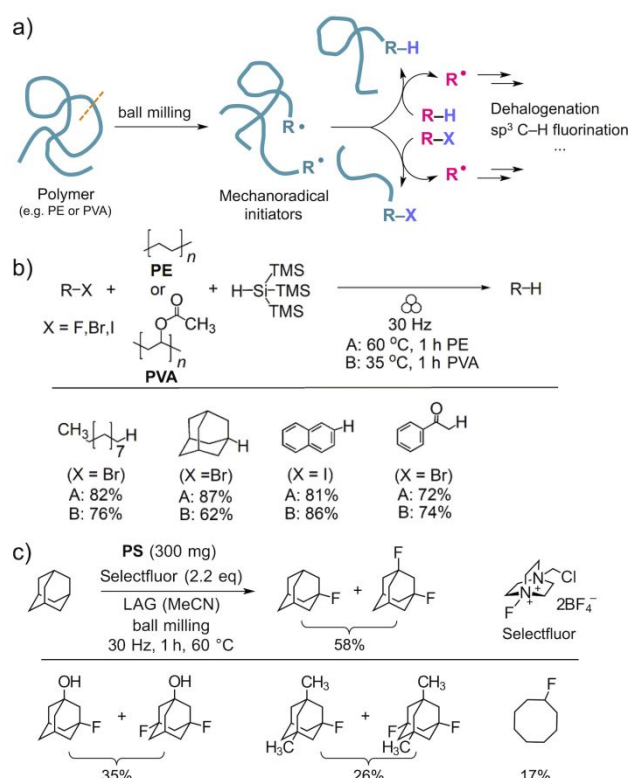 a)
R–H
R•
ball milling
R•
R–H
R–X
Dehalogenation
sp³ C–H fluorination
...
R•
R•
Polymer
(e.g. PE or PVA)
Mechanoradical
initiators
R–X
b)
n
PE
or
R–X + + H–Si TMS TMS TMS R–H
X = F,Br,I
O
O CH₃
n
PVA
30 Hz
A: 60 °C, 1 h PE
B: 35 °C, 1 h PVA
CH₃ 7 H
H
H
O
H
(X = Br) (X =Br) (X = I) (X = Br)
A: 82% A: 87% A: 81% A: 72%
B: 76% B: 62% B: 86% B: 74%
c)
PS (300 mg)
Selectfluor (2.2 eq)
LAG (MeCN)
ball milling
30 Hz, 1 h, 60 °C
F + F F
58%
N+ Cl
F N+ 2BF₄⁻
Selectfluor
OH OH CH₃ CH₃ F
F + F F F + F F
CH₃ CH₃
35% 26% 17%